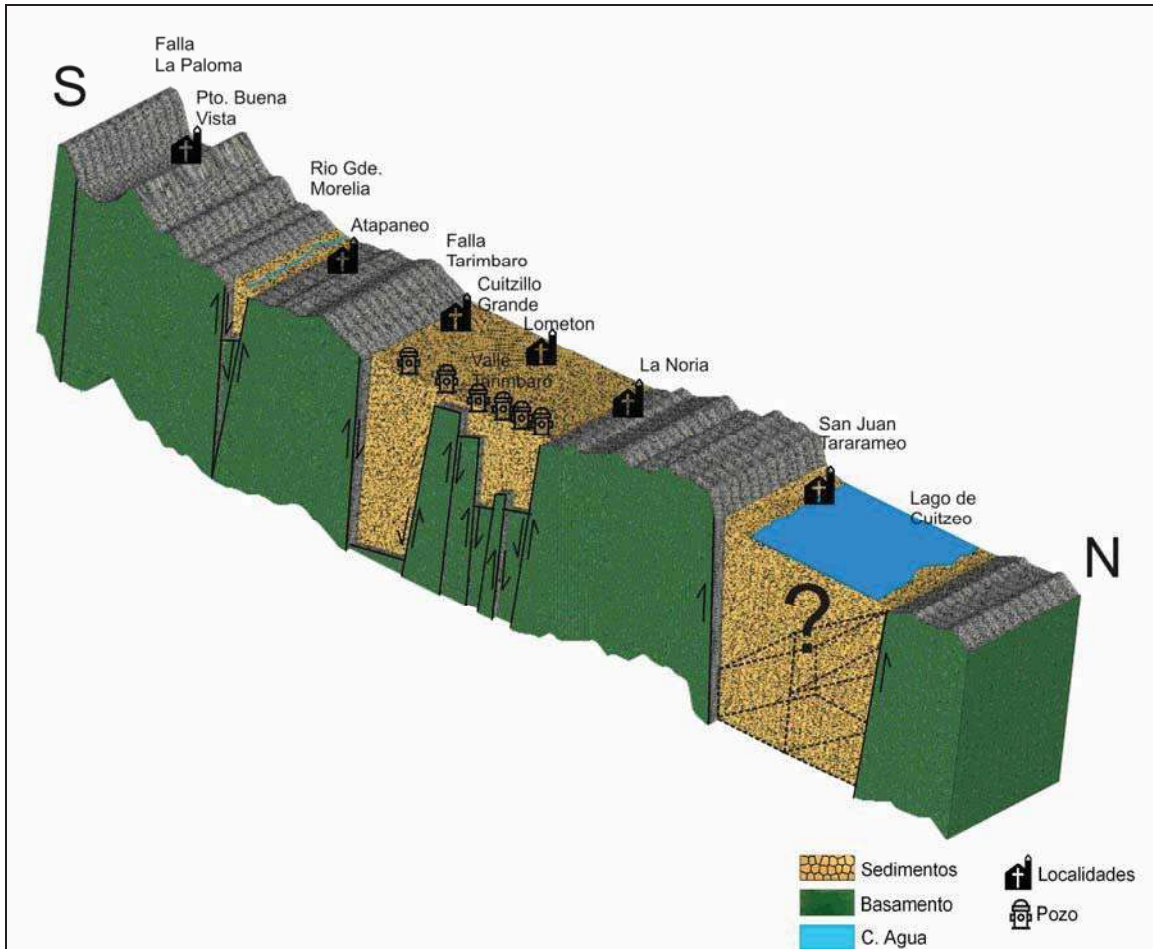 Falla
La Paloma
S
Pto. Buena
Vista
Rio Gde.
Morelia
Atapaneo
Falla
Tarimbaro
Cuitzillo
Grande
Lometon
Valle
Tarimbaro
La Noria
San Juan
Tararameo
Lago de
Cuitzeo
N
?
Sedimentos
Basamento
C. Agua
Localidades
Pozo